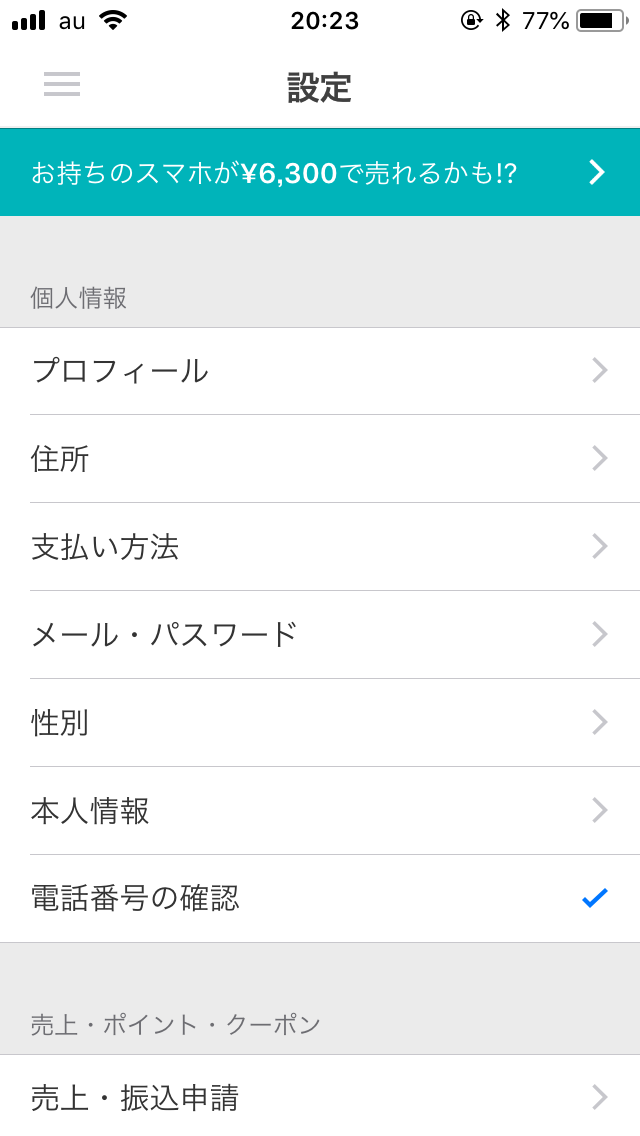 au 20:23 77%
設定
お持ちのスマホが¥6,300で売れるかも!?
個人情報
プロフィール
住所
支払い方法
メール・パスワード
性別
本人情報
電話番号の確認
売上・ポイント・クーポン
売上・振込申請